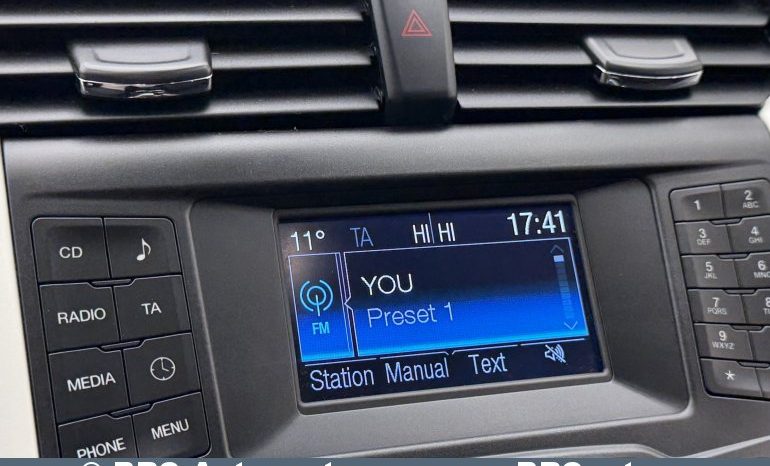 11° TA HI HI 17:41
YOU
FM Preset 1
Station Manual Text
CD
RADIO TA
MEDIA
PHONE MENU
1 2 ABC
3 DEF 4 GHI
5 JKL 6
7 PQRS 8
9 WXYZ
*